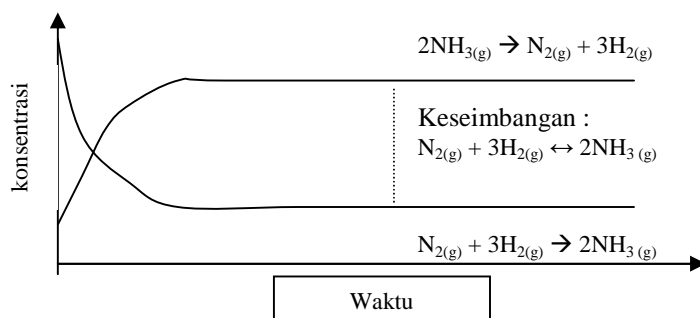 2NH₃₍g₎ → N₂₍g₎ + 3H₂₍g₎
konsentrasi
Keseimbangan :
N₂₍g₎ + 3H₂₍g₎ ↔ 2NH₃ ₍g₎
N₂₍g₎ + 3H₂₍g₎ → 2NH₃ ₍g₎
Waktu